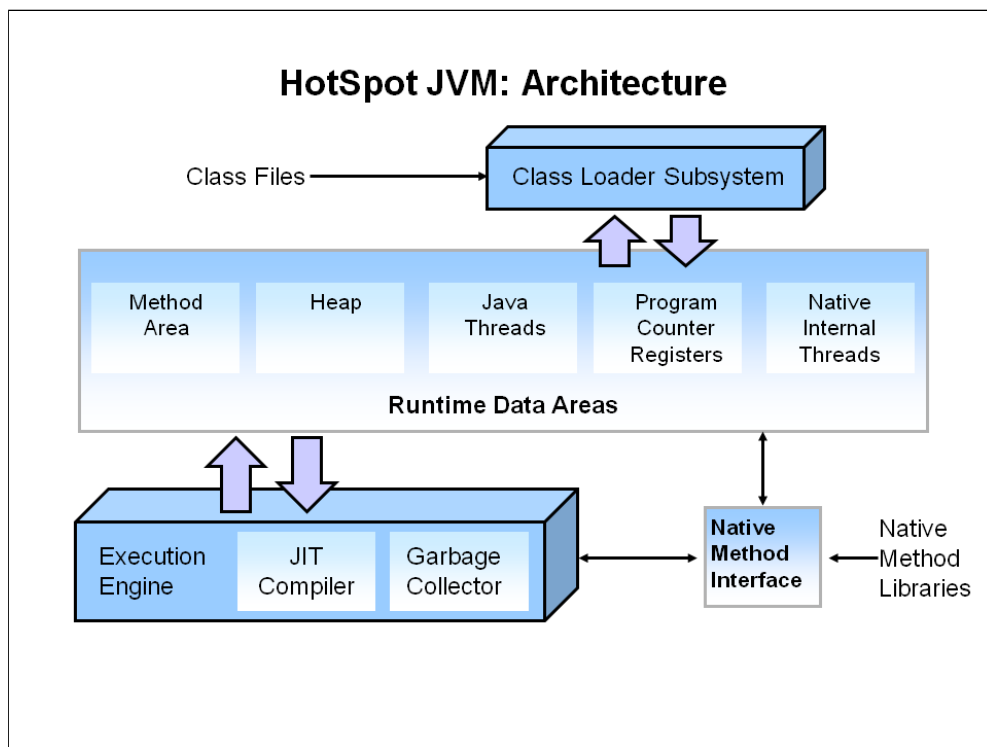 HotSpot JVM: Architecture
Class Files
Class Loader Subsystem
Method
Area
Heap
Java
Threads
Program
Counter
Registers
Native
Internal
Threads
Runtime Data Areas
Execution
Engine
JIT
Compiler
Garbage
Collector
Native
Method
Interface
Native
Method
Libraries